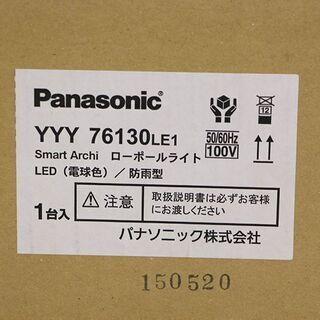 Panasonic
YYY 76130LE1
Smart Archi ローポールライト
LED（電球色）／防雨型
1台入
12
50/60Hz
100V
注意
取扱説明書は必ずお客様に
お渡しください
パナソニック株式会社
150520